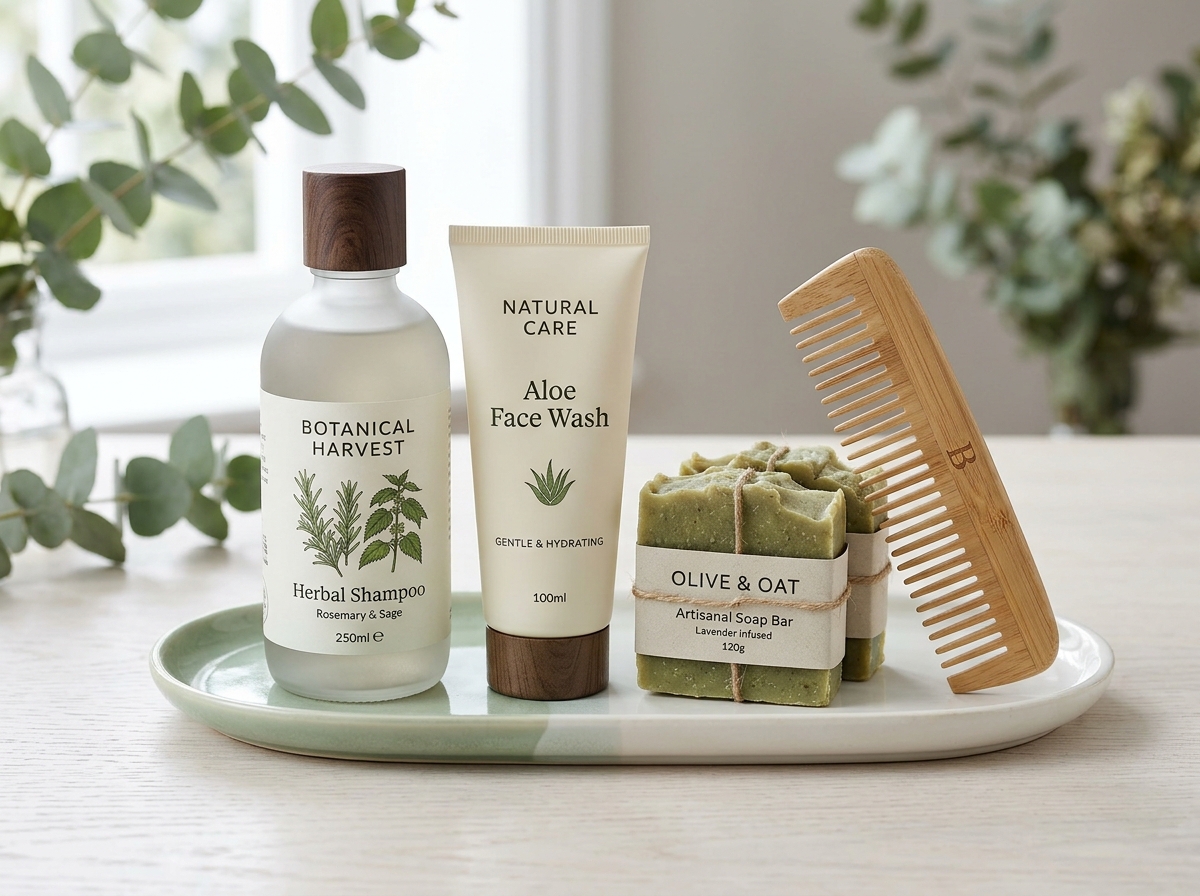 BOTANICAL
HARVEST
Herbal Shampoo
Rosemary & Sage
250ml ℮
NATURAL
CARE
Aloe
Face Wash
GENTLE & HYDRATING
100ml
OLIVE & OAT
Artisanal Soap Bar
Lavender infused
120g
B